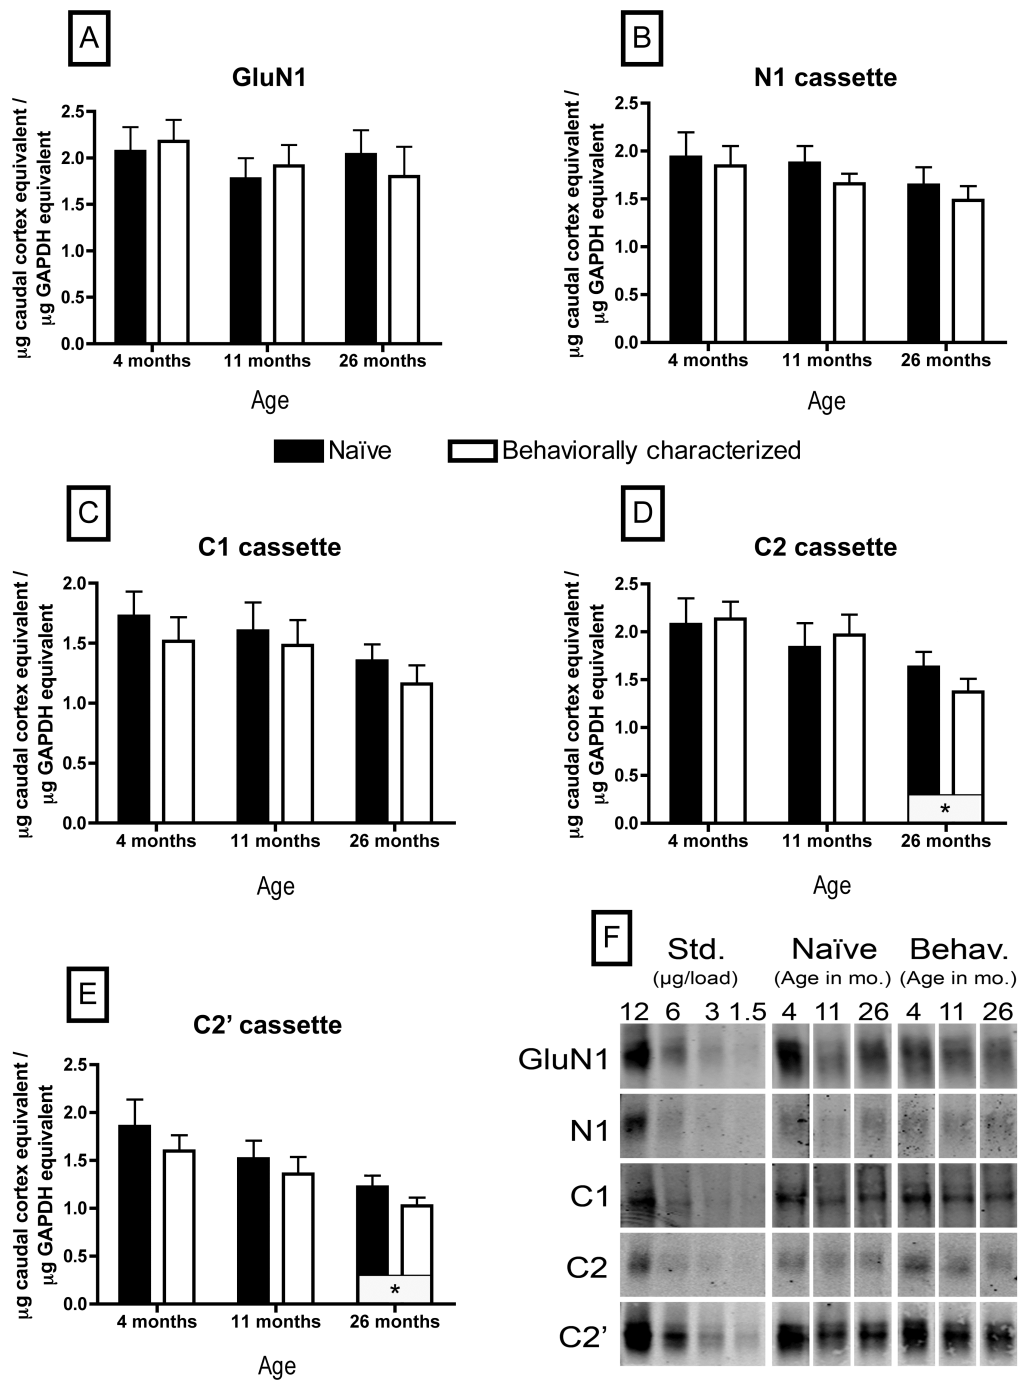 A
GluN1
µg caudal cortex equivalent /
µg GAPDH equivalent
2.5
2.0
1.5
1.0
0.5
0.0
4 months 11 months 26 months
Age
B
N1 cassette
µg caudal cortex equivalent /
µg GAPDH equivalent
2.5
2.0
1.5
1.0
0.5
0.0
4 months 11 months 26 months
Age
Naïve Behaviorally characterized
C
C1 cassette
µg caudal cortex equivalent /
µg GAPDH equivalent
2.0
1.5
1.0
0.5
0.0
4 months 11 months 26 months
Age
D
C2 cassette
µg caudal cortex equivalent /
µg GAPDH equivalent
2.5
2.0
1.5
1.0
0.5
0.0
*
4 months 11 months 26 months
Age
E
C2’ cassette
µg caudal cortex equivalent /
µg GAPDH equivalent
2.5
2.0
1.5
1.0
0.5
0.0
*
4 months 11 months 26 months
Age
F
Std. Naïve Behav.
(µg/load) (Age in mo.) (Age in mo.)
12 6 3 1.5 4 11 26 4 11 26
GluN1
N1
C1
C2
C2’